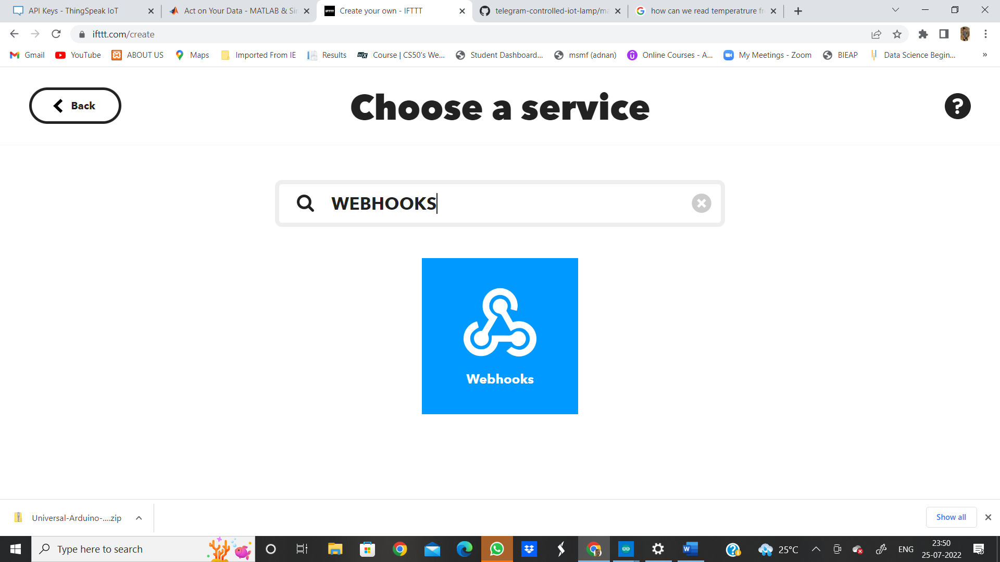 API Keys - ThingSpeak IoT
Act on Your Data - MATLAB & Sir
IFTTT
Create your own - IFTTT
telegram-controlled-iot-lamp/ma
how can we read temperatrure fr
ifttt.com/create
Gmail
YouTube
ABOUT US
Maps
Imported From IE
Results
edX
Course | CS50's We...
Student Dashboard...
msmf (adnan)
Online Courses - A...
My Meetings - Zoom
BIEAP
Data Science Begin...
»
Back
Choose a service
?
WEBHOOKS
Webhooks
Universal-Arduino-....zip
Show all
Type here to search
25°C
ENG
23:50
25-07-2022